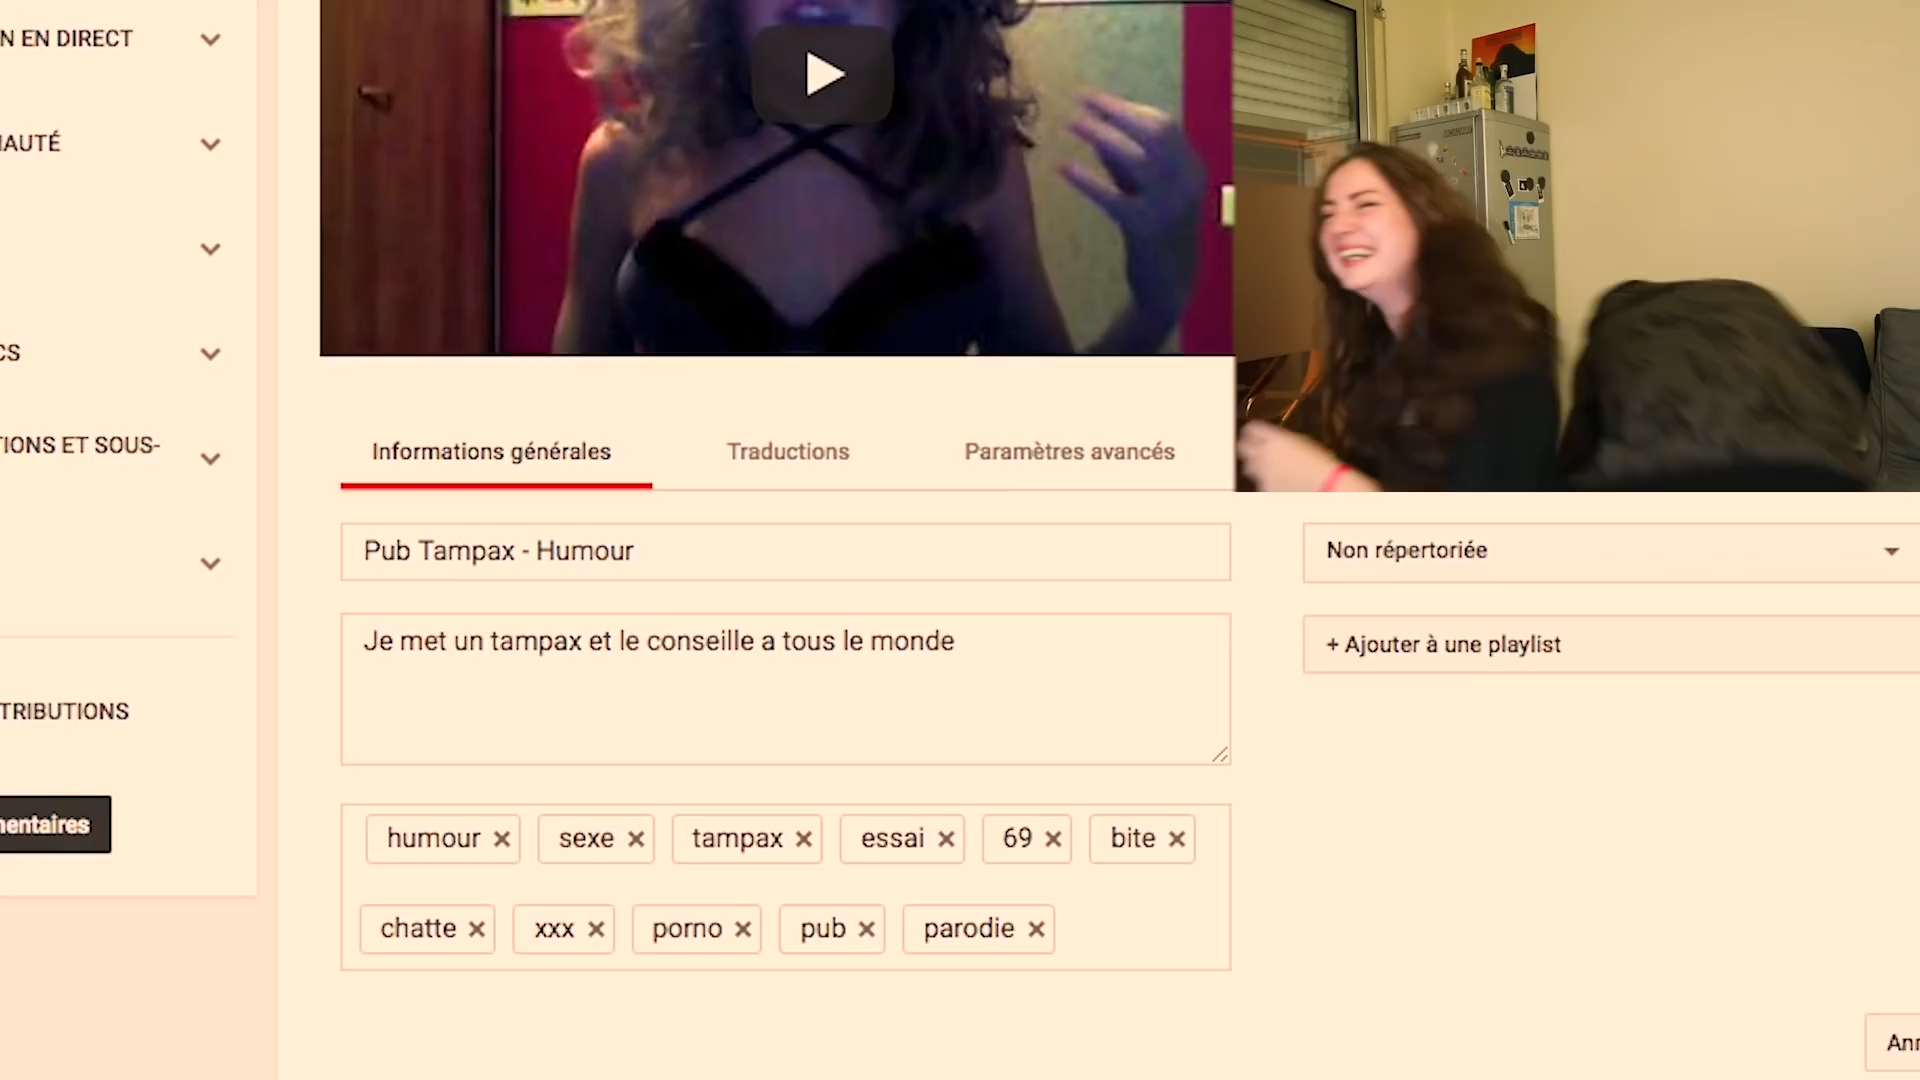 N EN DIRECT
IAUTÉ
CS
TIONS ET SOUS-
TRIBUTIONS
nentaires
Informations générales
Traductions
Paramètres avancés
Pub Tampax - Humour
Non répertoriée
Je met un tampax et le conseille a tous le monde
+ Ajouter à une playlist
humour × sexe × tampax × essai × 69 × bite ×
chatte × xxx × porno × pub × parodie ×
Ann